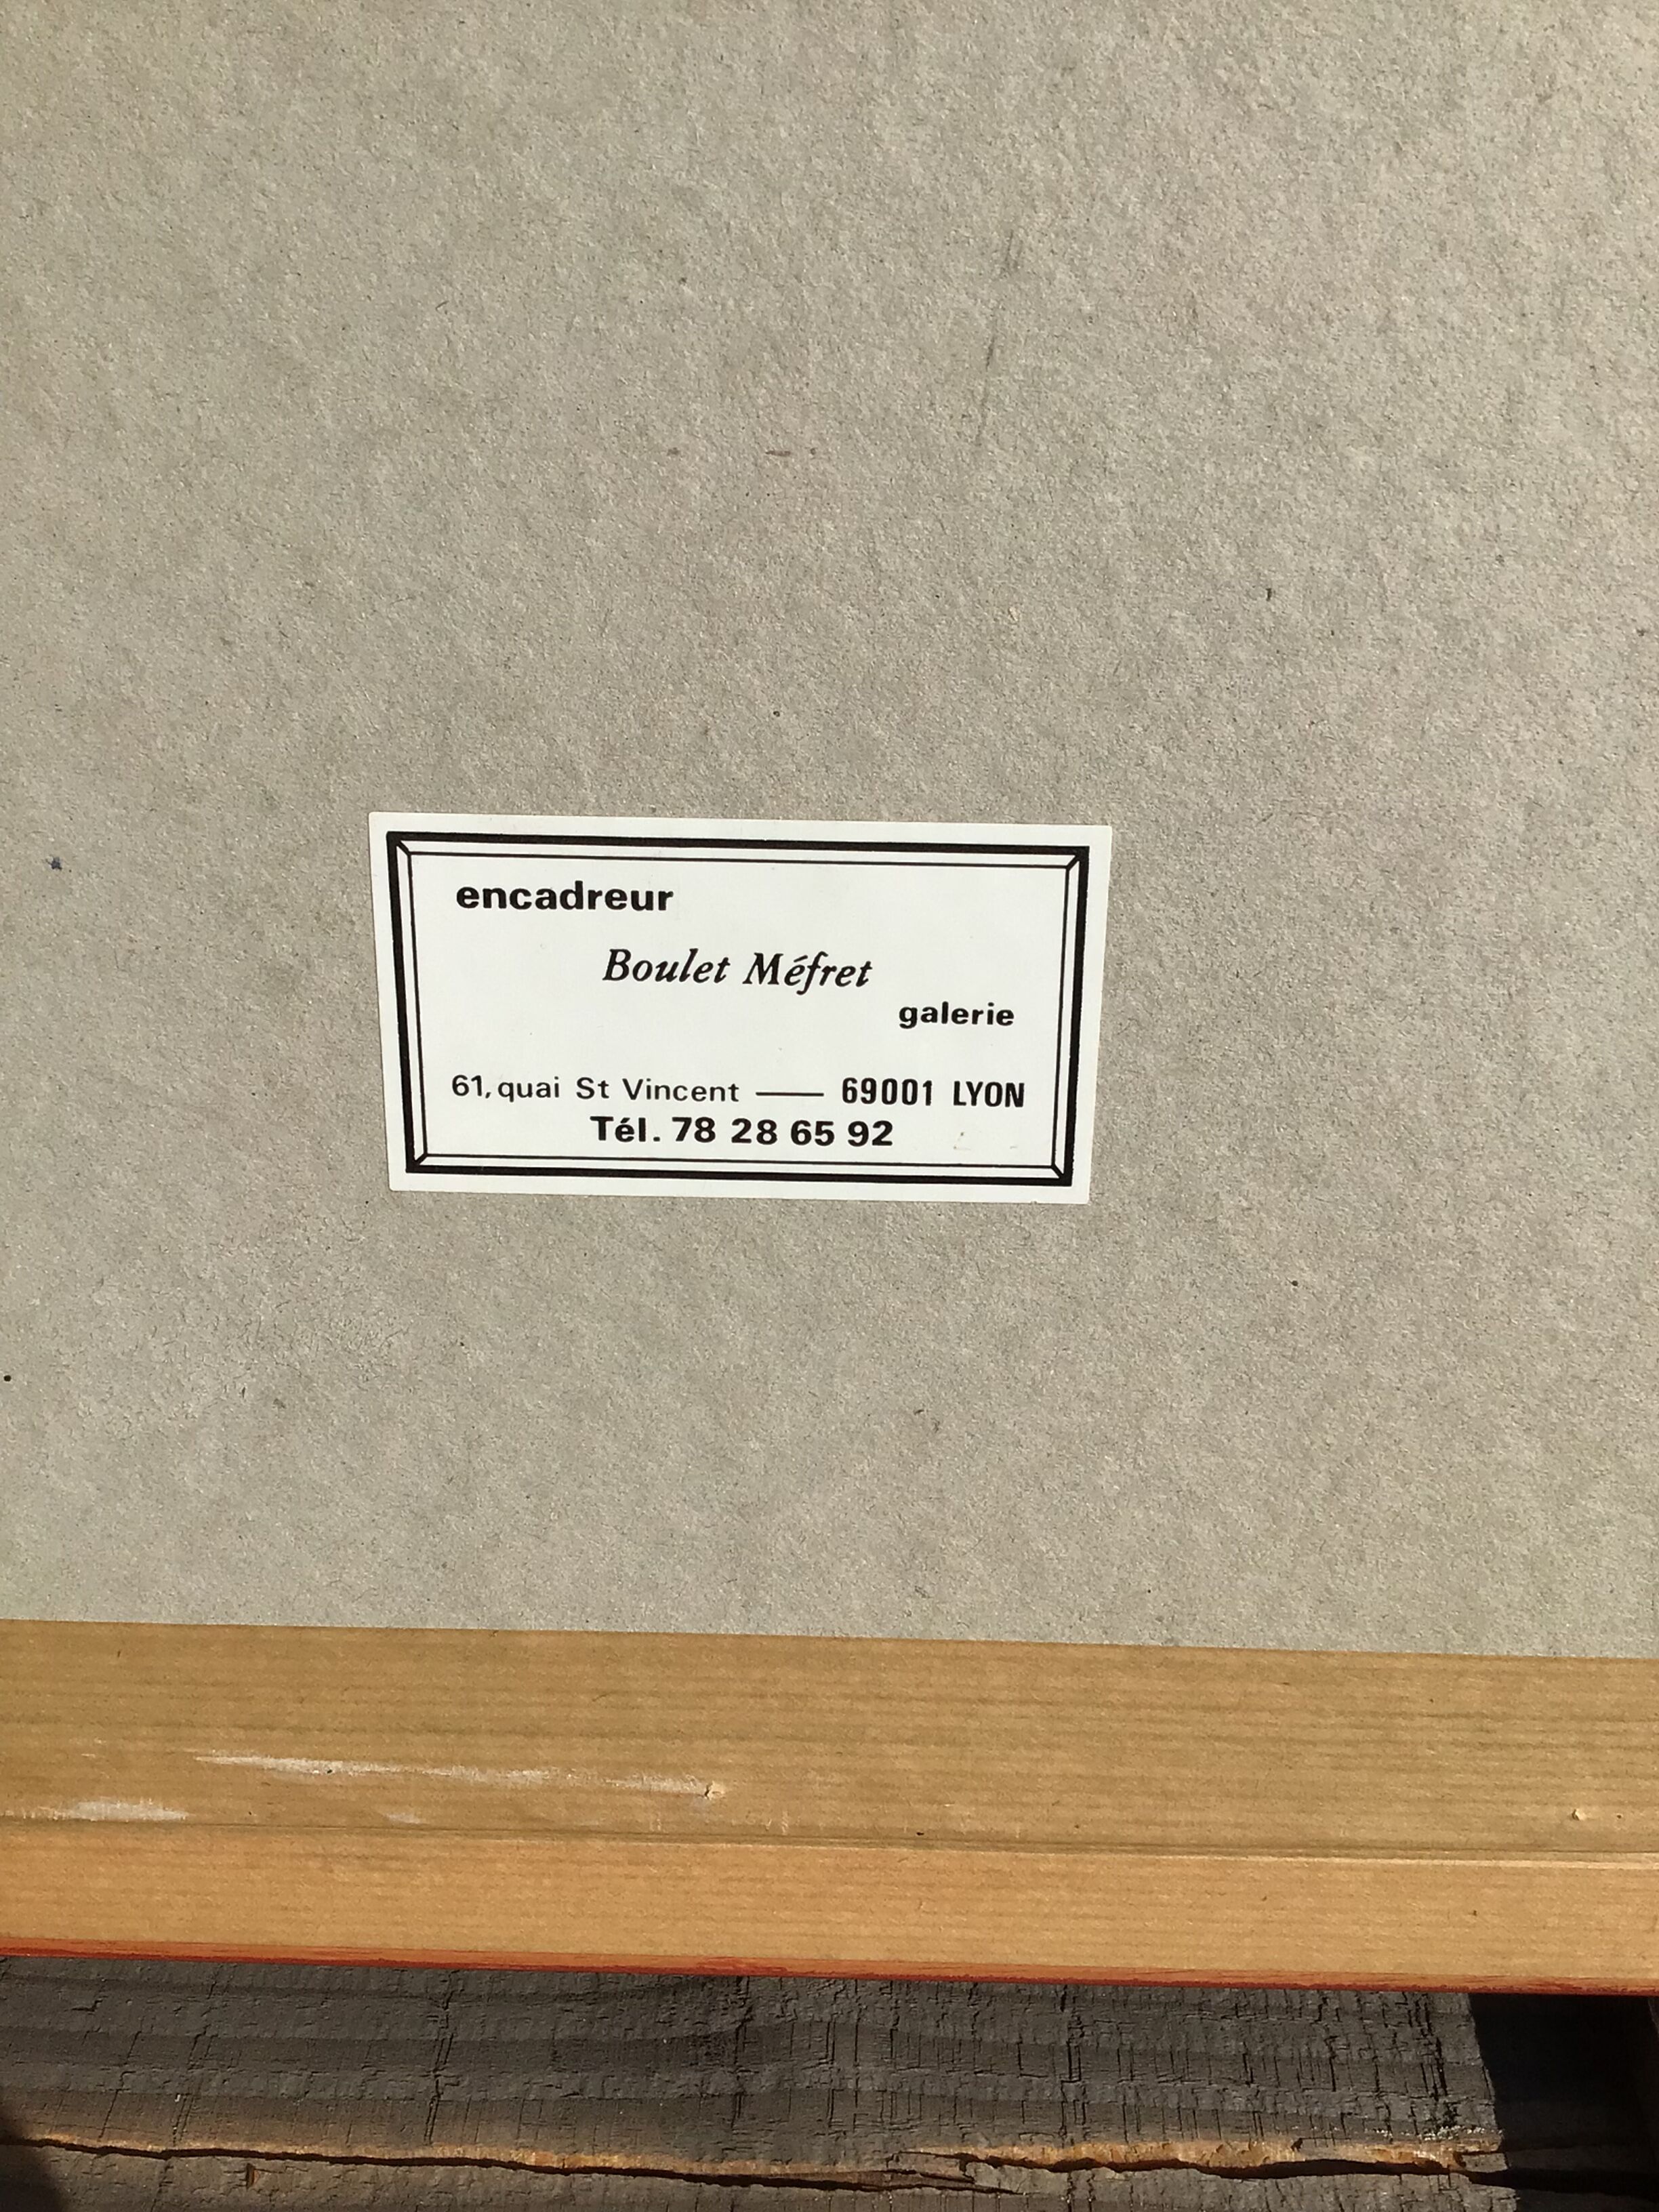 encadreur
Boulet Méfret
galerie
61, quai St Vincent — 69001 LYON
Tél. 78 28 65 92